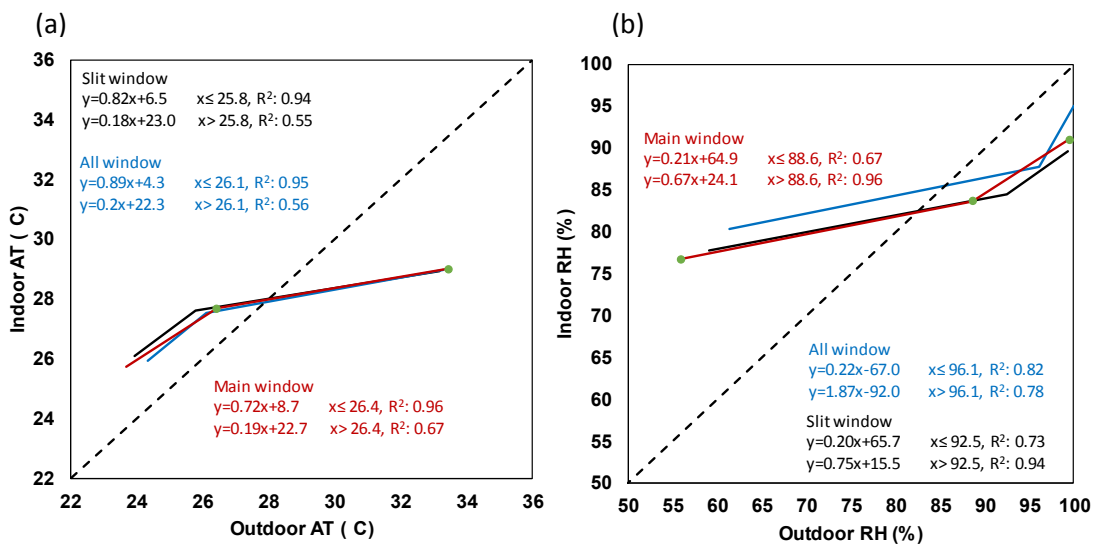 (a)
36
34
32
30
28
26
24
22
Indoor AT ( C)
Slit window
y=0.82x+6.5 x≤ 25.8, R²: 0.94
y=0.18x+23.0 x> 25.8, R²: 0.55
All window
y=0.89x+4.3 x≤ 26.1, R²: 0.95
y=0.2x+22.3 x> 26.1, R²: 0.56
Main window
y=0.72x+8.7 x≤ 26.4, R²: 0.96
y=0.19x+22.7 x> 26.4, R²: 0.67
22 24 26 28 30 32 34 36
Outdoor AT ( C)
(b)
100
95
90
85
80
75
70
65
60
55
50
Indoor RH (%)
Main window
y=0.21x+64.9 x≤ 88.6, R²: 0.67
y=0.67x+24.1 x> 88.6, R²: 0.96
All window
y=0.22x-67.0 x≤ 96.1, R²: 0.82
y=1.87x-92.0 x> 96.1, R²: 0.78
Slit window
y=0.20x+65.7 x≤ 92.5, R²: 0.73
y=0.75x+15.5 x> 92.5, R²: 0.94
50 55 60 65 70 75 80 85 90 95 100
Outdoor RH (%)